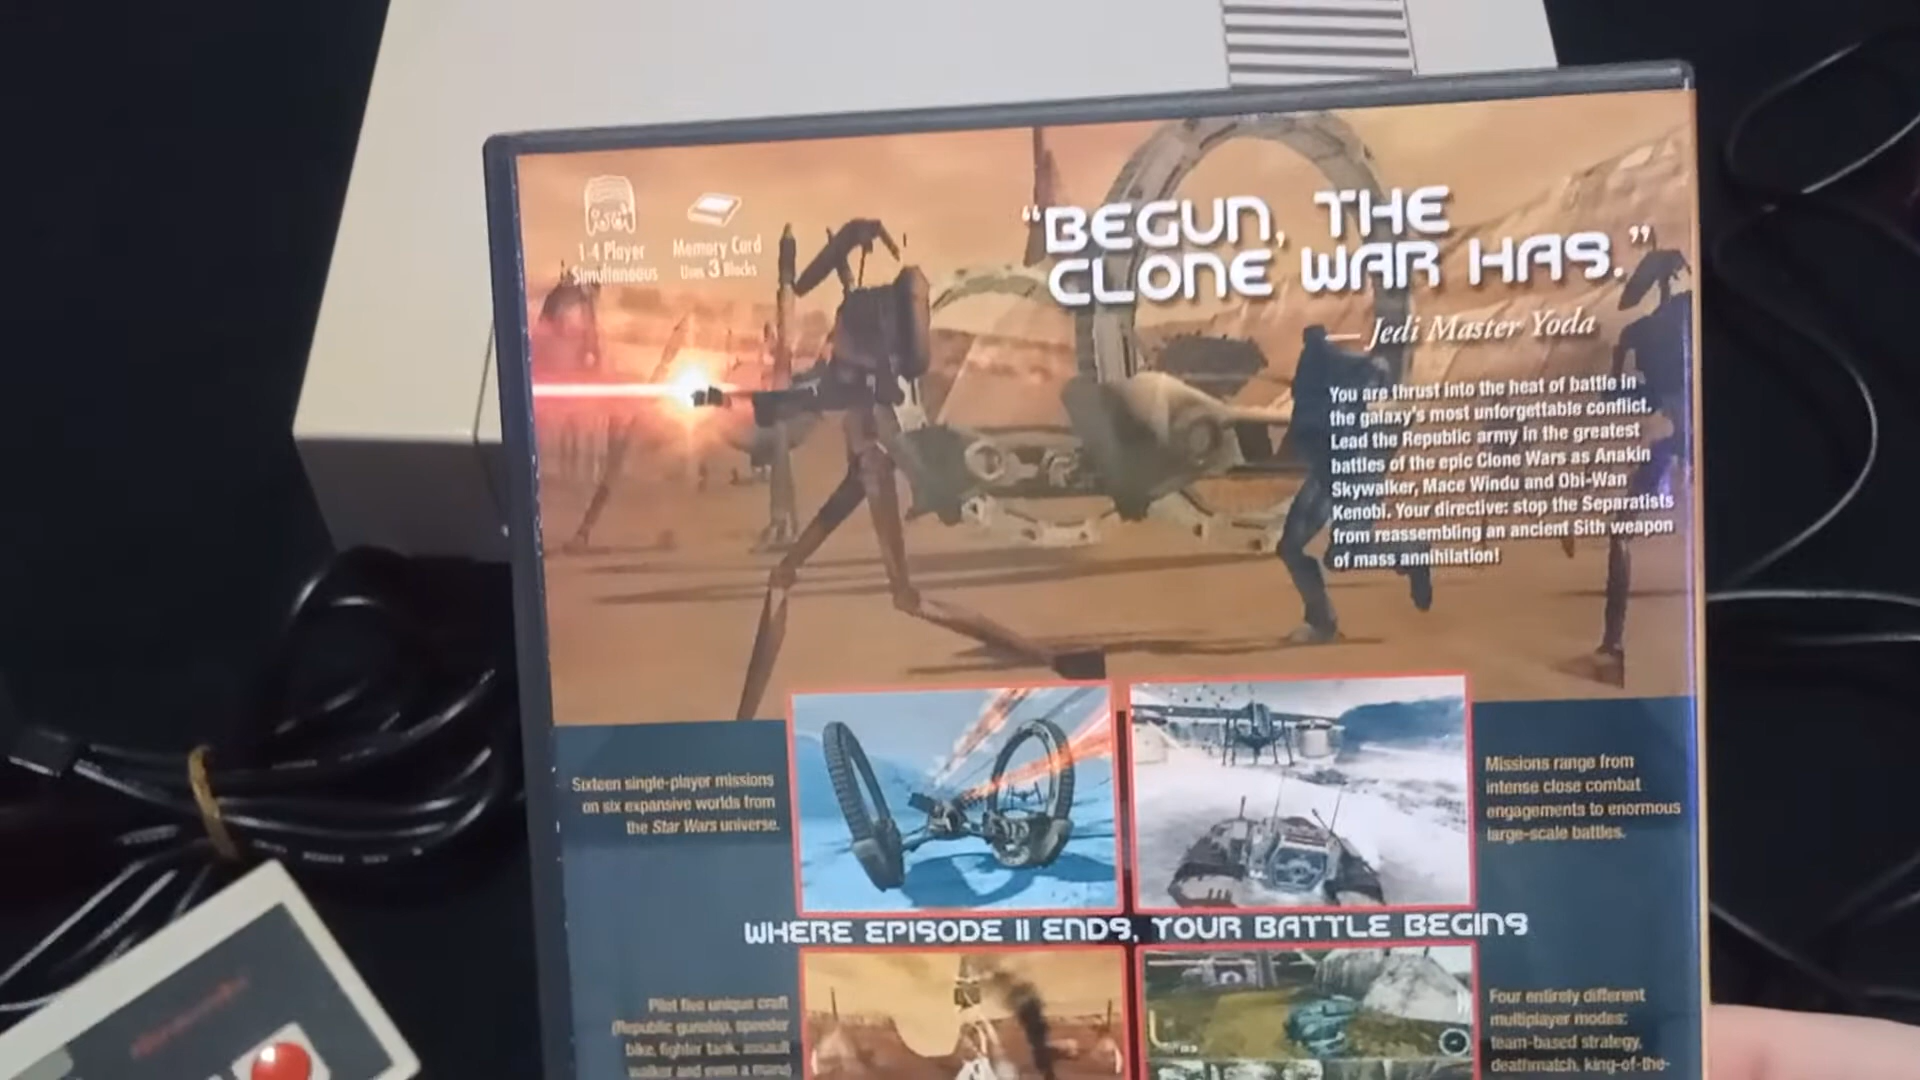 1-4 Player
Simultaneous
Memory Card
Uses 3 Blocks
“BEGUN, THE
CLONE WAR HAS.”
— Jedi Master Yoda
You are thrust into the heat of battle in
the galaxy's most unforgettable conflict.
Lead the Republic army in the greatest
battles of the epic Clone Wars as Anakin
Skywalker, Mace Windu and Obi-Wan
Kenobi. Your directive: stop the Separatists
from reassembling an ancient Sith weapon
of mass annihilation!
Sixteen single-player missions
on six expansive worlds from
the Star Wars universe.
Missions range from
intense close combat
engagements to enormous
large-scale battles.
WHERE EPISODE II ENDS, YOUR BATTLE BEGINS
Pilot five unique craft
(Republic gunship, speeder
bike, fighter tank, assault
walker and even a maru)
Four entirely different
multiplayer modes:
team-based strategy,
deathmatch, king-of-the-